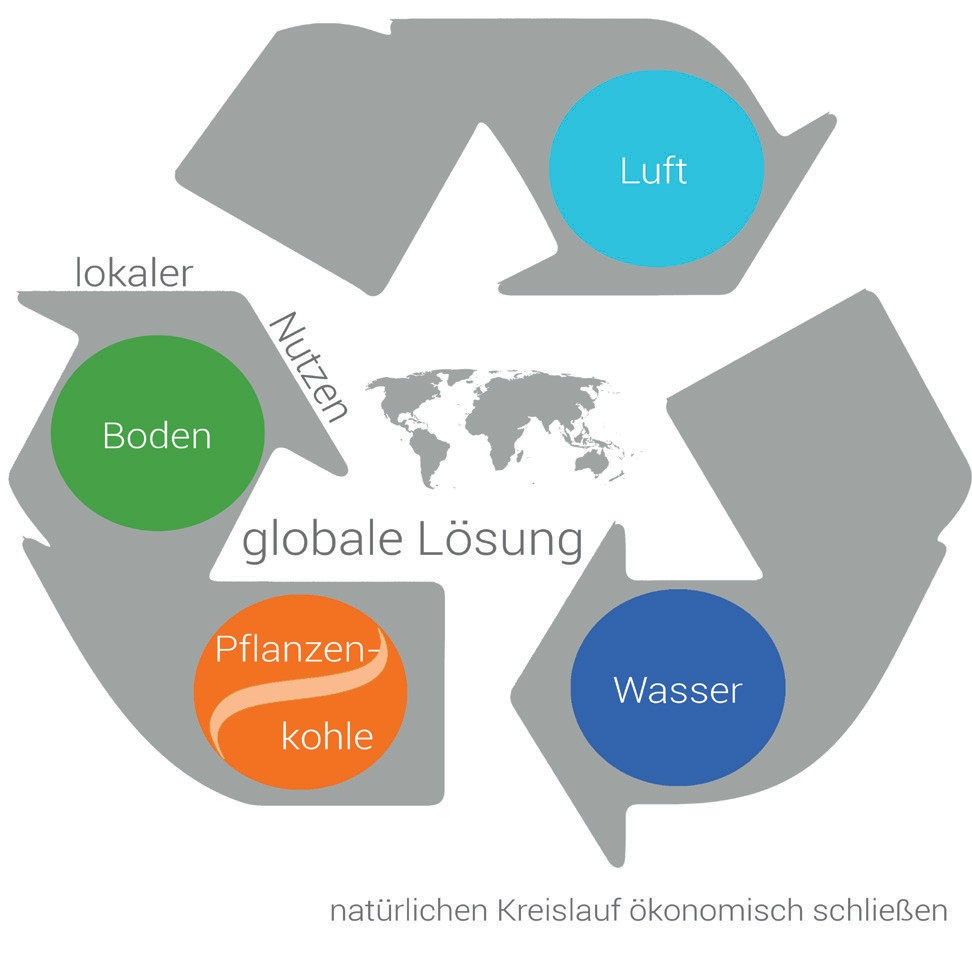 Luft
lokaler
Nutzen
Boden
globale Lösung
Pflanzen-
kohle
Wasser
natürlichen Kreislauf ökonomisch schließen